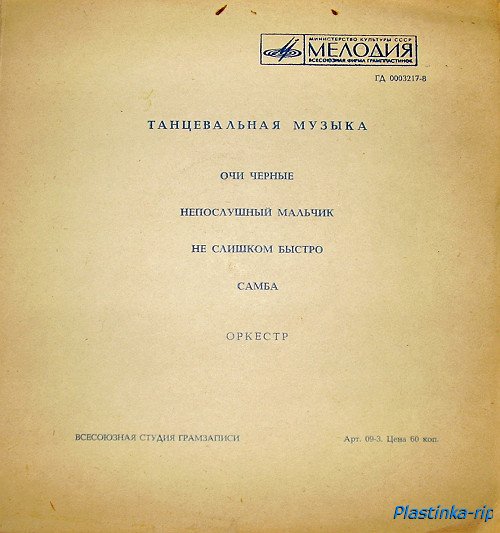 МИНИСТЕРСТВО КУЛЬТУРЫ СССР
МЕЛОДИЯ
ВСЕСОЮЗНАЯ ФИРМА ГРАМПЛАСТИНОК
ГД 0003217-8
ТАНЦЕВАЛЬНАЯ МУЗЫКА
ОЧИ ЧЕРНЫЕ
НЕПОСЛУШНЫЙ МАЛЬЧИК
НЕ СЛИШКОМ БЫСТРО
САМБА
ОРКЕСТР
ВСЕСОЮЗНАЯ СТУДИЯ ГРАМЗАПИСИ
Арт. 09-3. Цена 60 коп.
Plastinka-rip